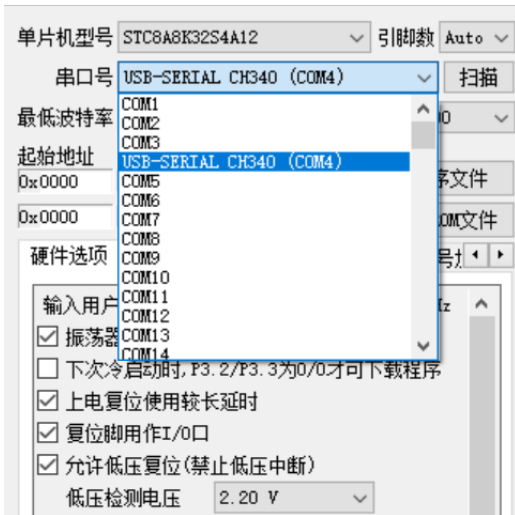 单片机型号 STC8A8K32S4A12 引脚数 Auto
串口号 USB-SERIAL CH340 (COM4) 扫描
最低波特率
COM1
COM2
COM3
USB-SERIAL CH340 (COM4)
COM5
COM6
COM7
COM8
COM9
COM10
COM11
COM12
COM13
COM14
起始地址
0x0000 序文件
0x0000 OM文件
硬件选项
输入用户 Hz
振荡器
下次冷启动时,P3.2/P3.3为0/0才可下载程序
上电复位使用较长延时
复位脚用作I/O口
允许低压复位(禁止低压中断)
低压检测电压 2.20 V